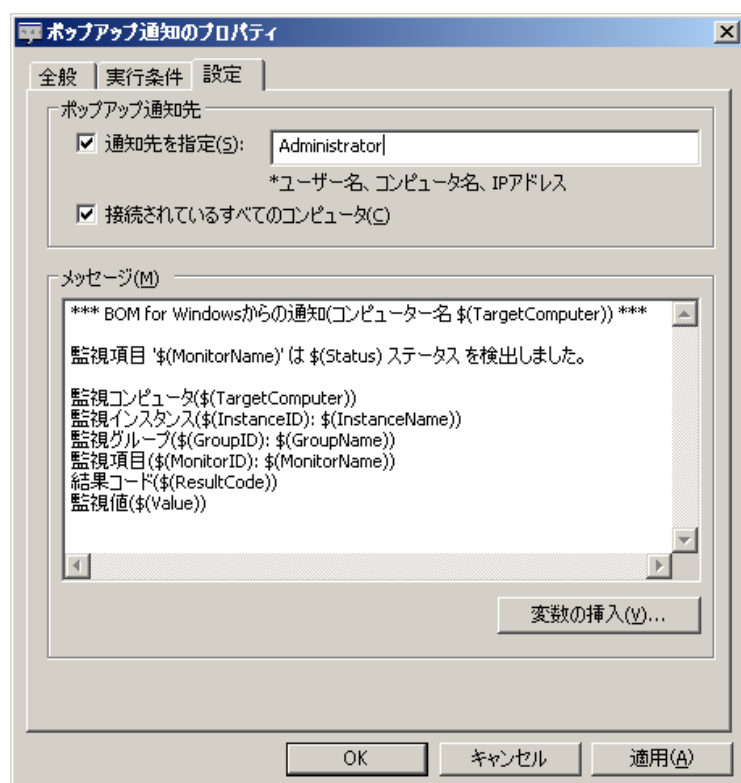 ポップアップ通知のプロパティ
全般
実行条件
設定
ポップアップ通知先
通知先を指定(S):
Administrator
*ユーザー名、コンピュータ名、IPアドレス
接続されているすべてのコンピュータ(C)
メッセージ(M)
*** BOM for Windowsからの通知(コンピューター名 $(TargetComputer)) ***
監視項目 '$(MonitorName)' は $(Status) ステータス を検出しました。
監視コンピュータ($(TargetComputer))
監視インスタンス($(InstanceID): $(InstanceName))
監視グループ($(GroupID): $(GroupName))
監視項目($(MonitorID): $(MonitorName))
結果コード($(ResultCode))
監視値($(Value))
変数の挿入(V)...
OK
キャンセル
適用(A)